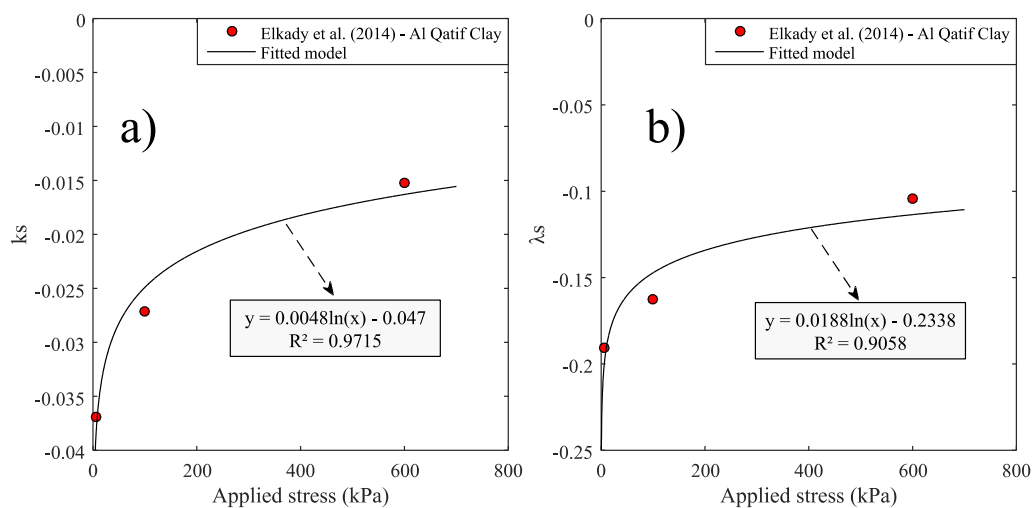 Elkady et al. (2014) - Al Qatif Clay
Fitted model
0
-0.005
-0.01
-0.015
-0.02
-0.025
-0.03
-0.035
-0.04
ks
a)
y = 0.0048ln(x) - 0.047
R² = 0.9715
0 200 400 600 800
Applied stress (kPa)
Elkady et al. (2014) - Al Qatif Clay
Fitted model
0
-0.05
-0.1
-0.15
-0.2
-0.25
λs
b)
y = 0.0188ln(x) - 0.2338
R² = 0.9058
0 200 400 600 800
Applied stress (kPa)